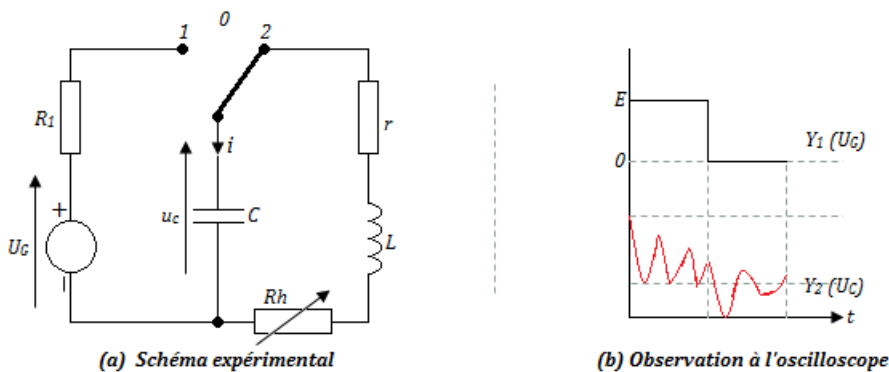 0
1
2
R1
r
i
+
UG
uc
C
L
−
Rh
(a) Schéma expérimental
E
Y1 (UG)
0
Y2 (UC)
t
(b) Observation à l'oscilloscope